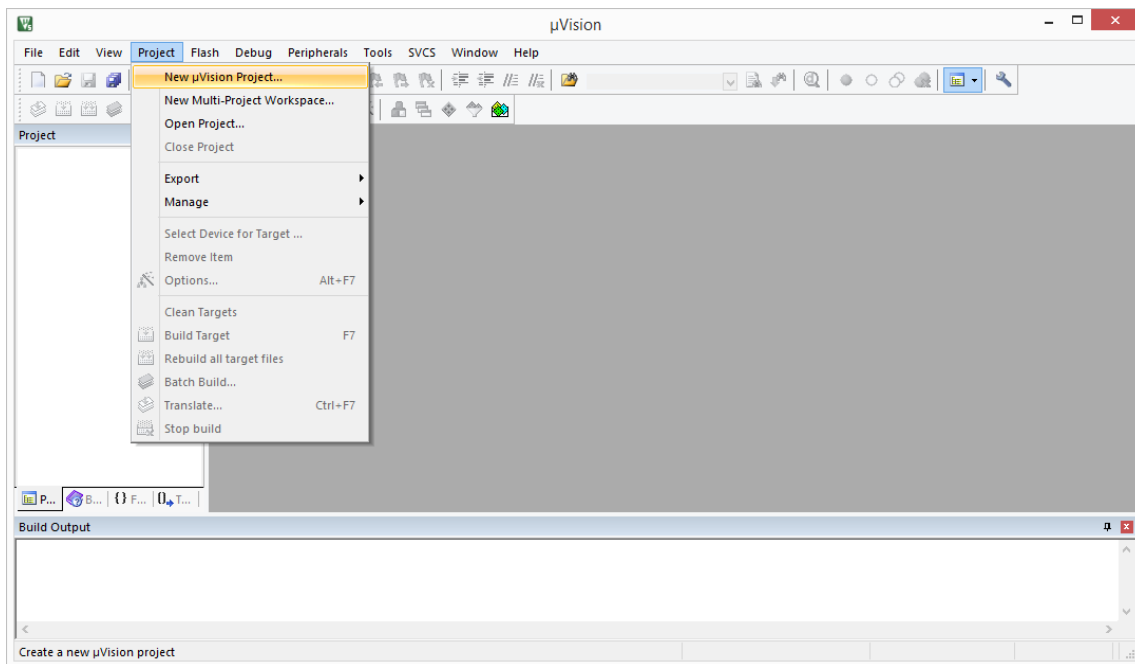 µVision
File Edit View Project Flash Debug Peripherals Tools SVCS Window Help
New µVision Project...
New Multi-Project Workspace...
Open Project...
Close Project
Export
Manage
Select Device for Target ...
Remove Item
Options... Alt+F7
Clean Targets
Build Target F7
Rebuild all target files
Batch Build...
Translate... Ctrl+F7
Stop build
Project
P... B... {} F... 0 T...
Build Output
Create a new µVision project